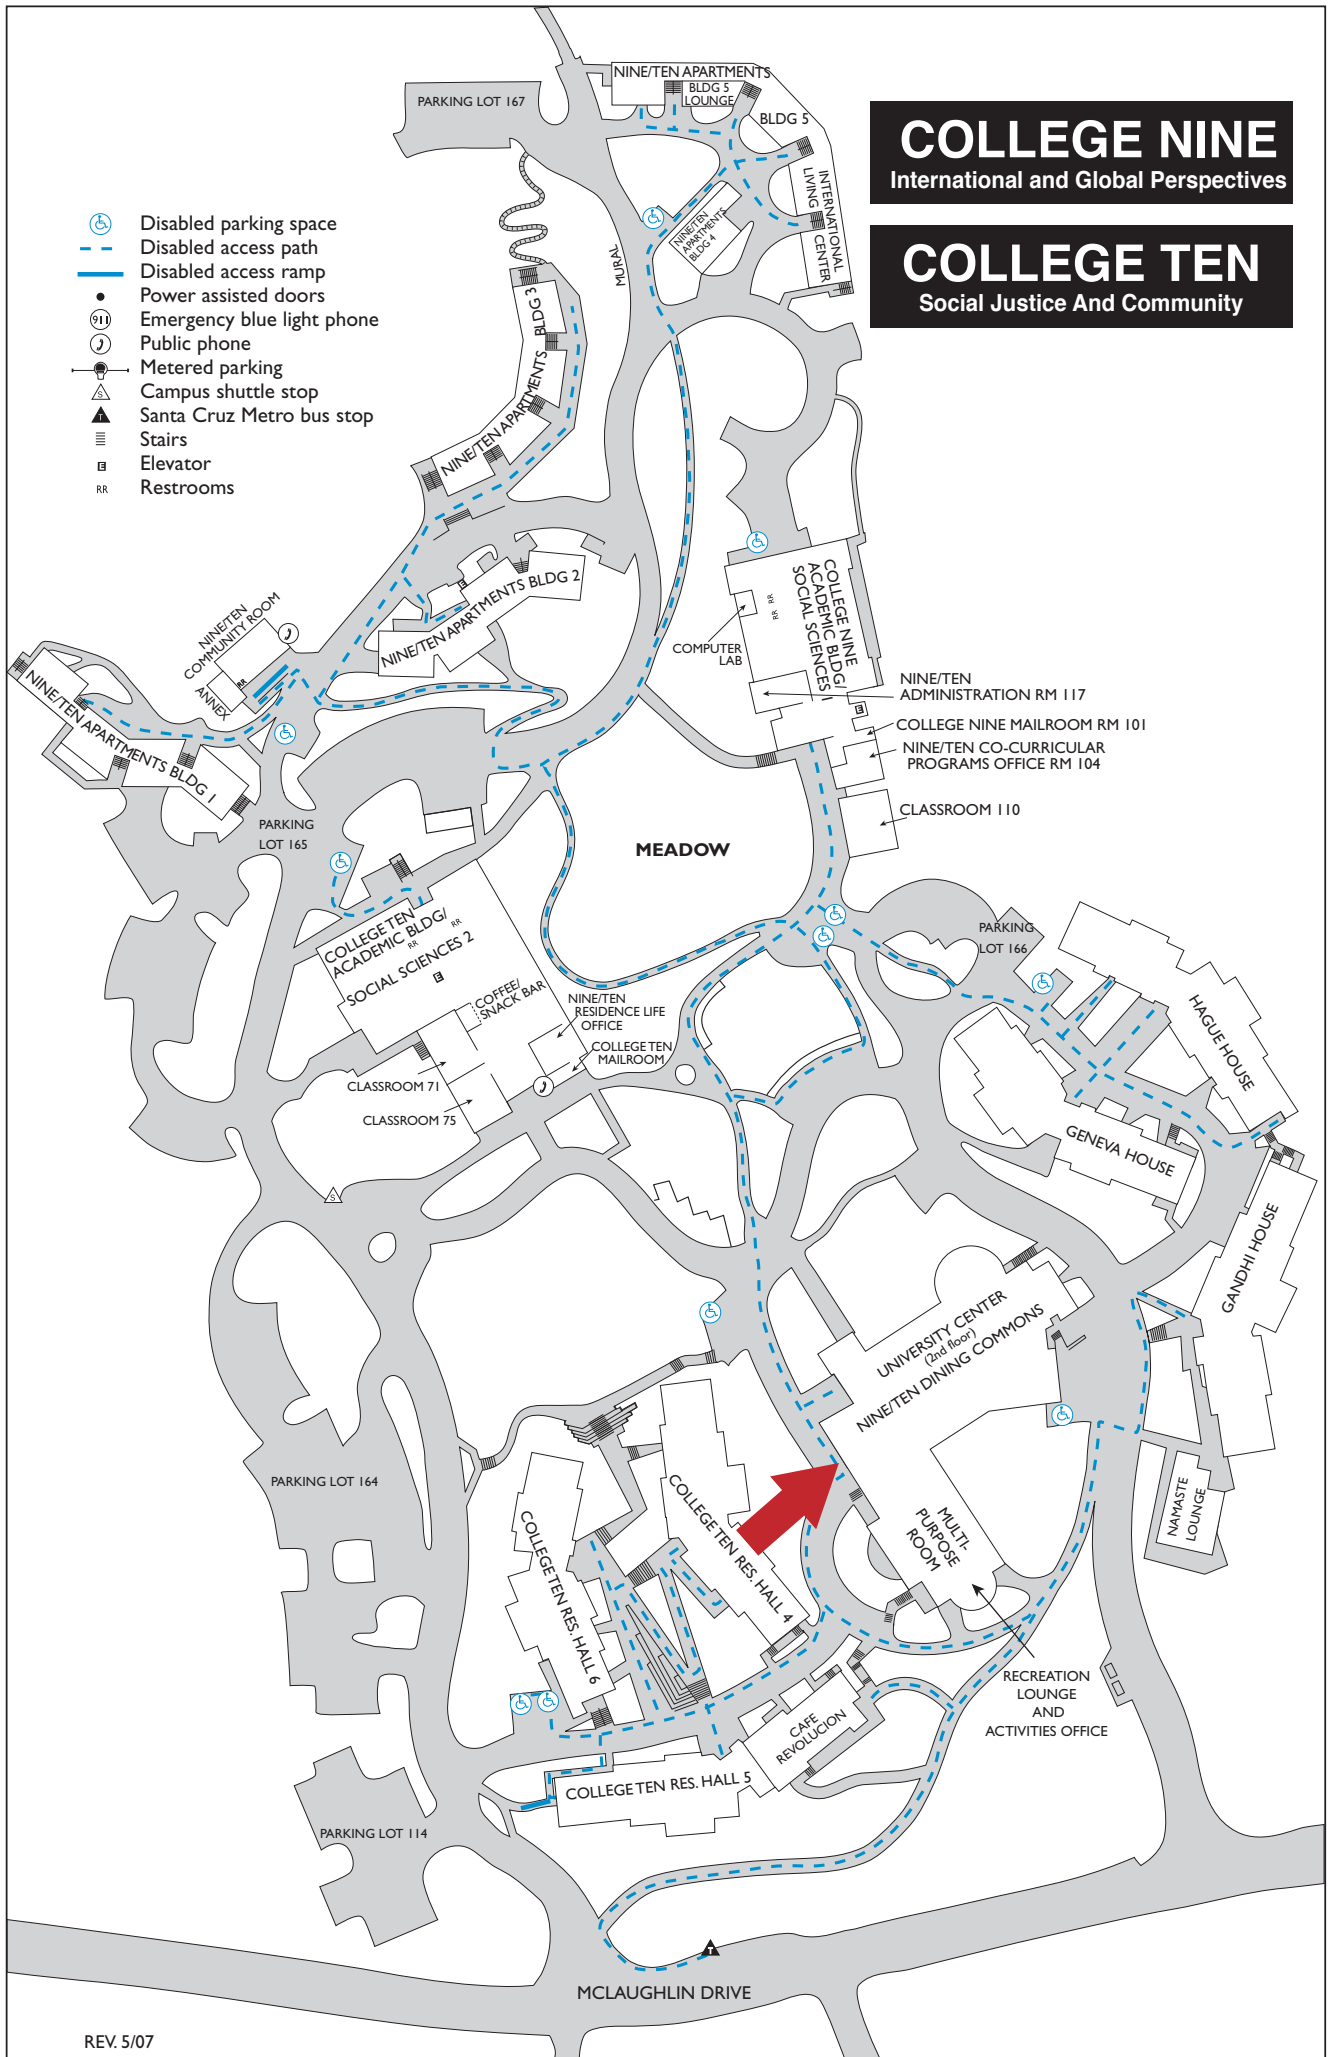 COLLEGE NINE
International and Global Perspectives
COLLEGE TEN
Social Justice And Community
Disabled parking space
Disabled access path
Disabled access ramp
Power assisted doors
911
Emergency blue light phone
Public phone
Metered parking
S
Campus shuttle stop
T
Santa Cruz Metro bus stop
Stairs
E
Elevator
RR
Restrooms
PARKING LOT 167
NINE/TEN APARTMENTS
BLDG 5
LOUNGE
BLDG 5
INTERNATIONAL
LIVING
CENTER
NINE/TEN
APARTMENTS
BLDG 4
MURAL
NINE/TEN APARTMENTS BLDG 3
E
NINE/TEN APARTMENTS BLDG 2
NINE/TEN
COMMUNITY ROOM
RR
ANNEX
NINE/TEN APARTMENTS BLDG 1
PARKING
LOT 165
COLLEGE NINE
ACADEMIC BLDG/
SOCIAL SCIENCES 1
RR RR
COMPUTER
LAB
E
NINE/TEN
ADMINISTRATION RM 117
COLLEGE NINE MAILROOM RM 101
NINE/TEN CO-CURRICULAR
PROGRAMS OFFICE RM 104
CLASSROOM 110
MEADOW
COLLEGE TEN
ACADEMIC BLDG/
RR
RR
SOCIAL SCIENCES 2
E
COFFEE/
SNACK BAR
NINE/TEN
RESIDENCE LIFE
OFFICE
COLLEGE TEN
MAILROOM
CLASSROOM 71
CLASSROOM 75
PARKING
LOT 166
HAGUE HOUSE
GENEVA HOUSE
GANDHI HOUSE
S
UNIVERSITY CENTER
(2nd floor)
NINE/TEN DINING COMMONS
MULTI-
PURPOSE
ROOM
NAMASTE
LOUNGE
PARKING LOT 164
COLLEGE TEN RES. HALL 4
COLLEGE TEN RES. HALL 6
RECREATION
LOUNGE
AND
ACTIVITIES OFFICE
CAFE
REVOLUCION
COLLEGE TEN RES. HALL 5
PARKING LOT 114
T
MCLAUGHLIN DRIVE
REV. 5/07